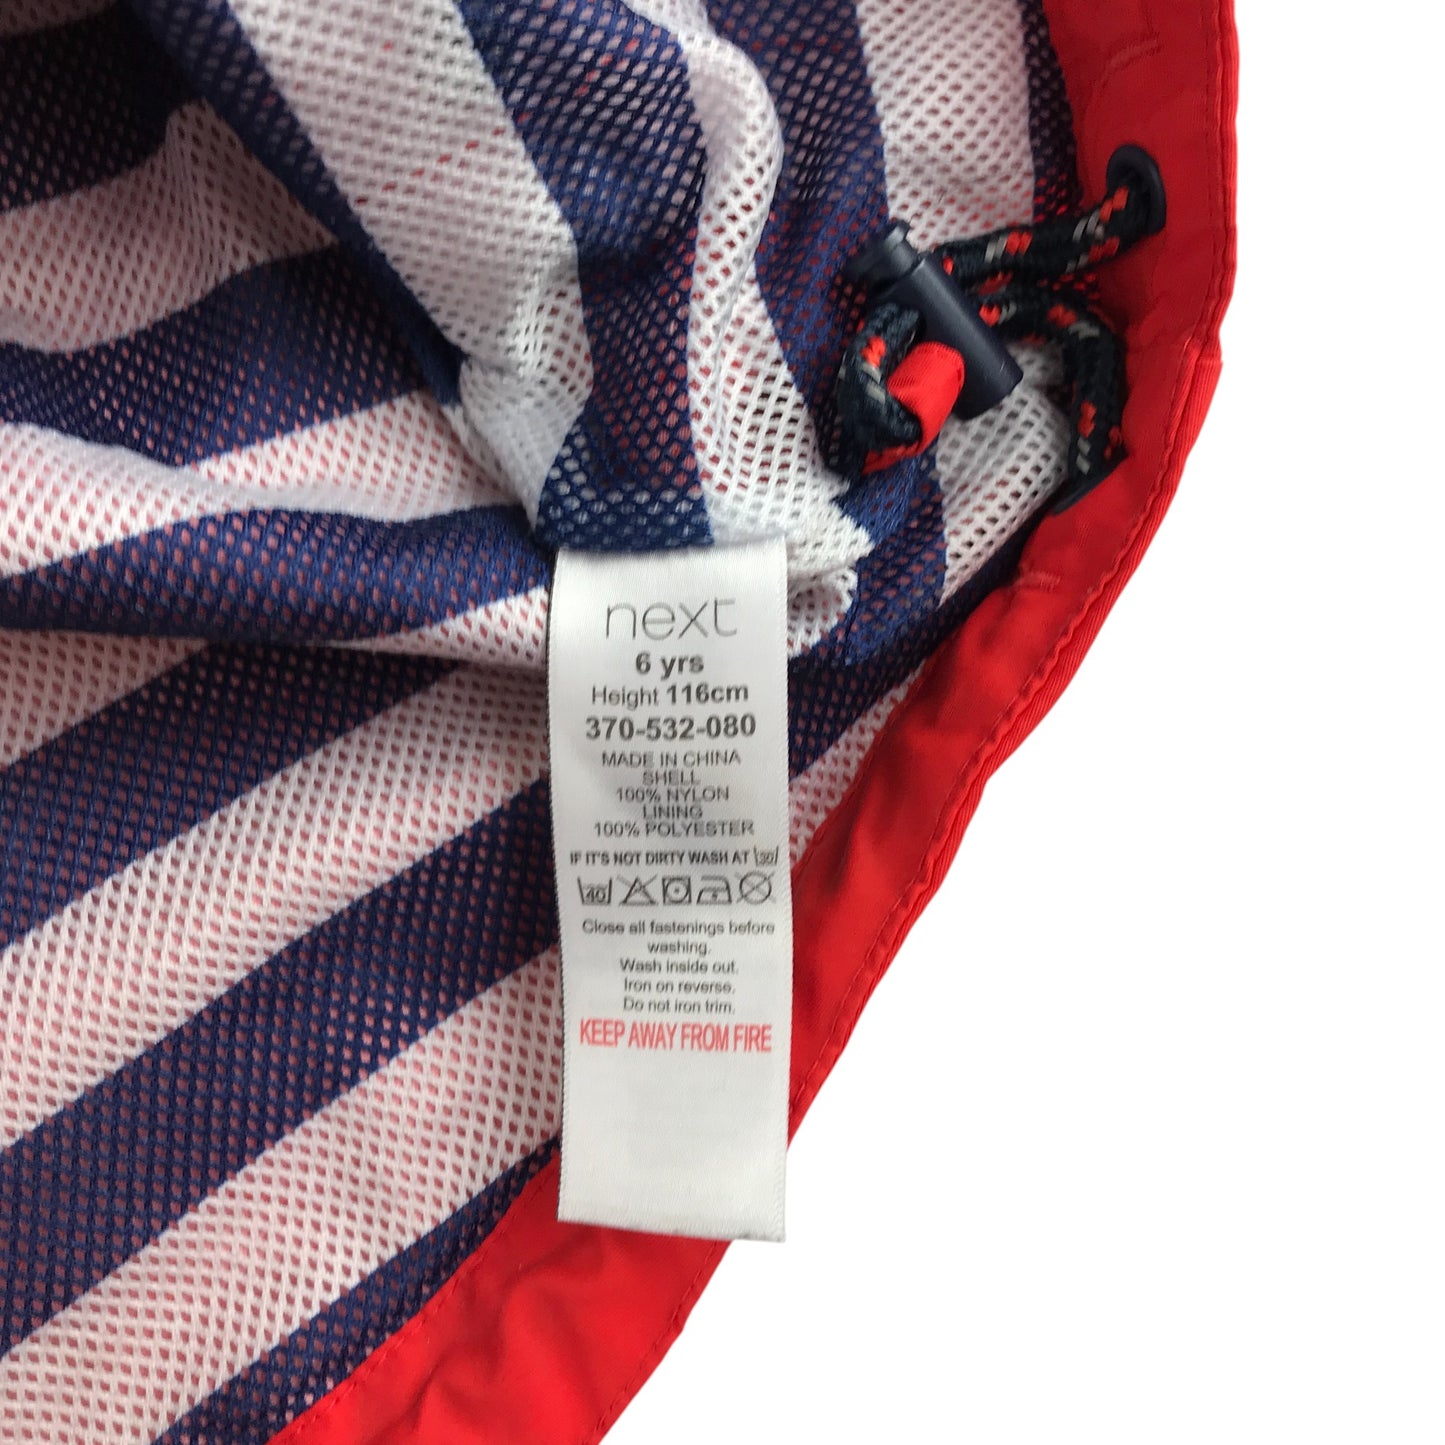 next
6 yrs
Height 116cm
370-532-080
MADE IN CHINA
SHELL
100% NYLON
LINING
100% POLYESTER
IF IT'S NOT DIRTY WASH AT 30
40
Close all fastenings before
washing.
Wash inside out.
Iron on reverse.
Do not iron trim.
KEEP AWAY FROM FIRE